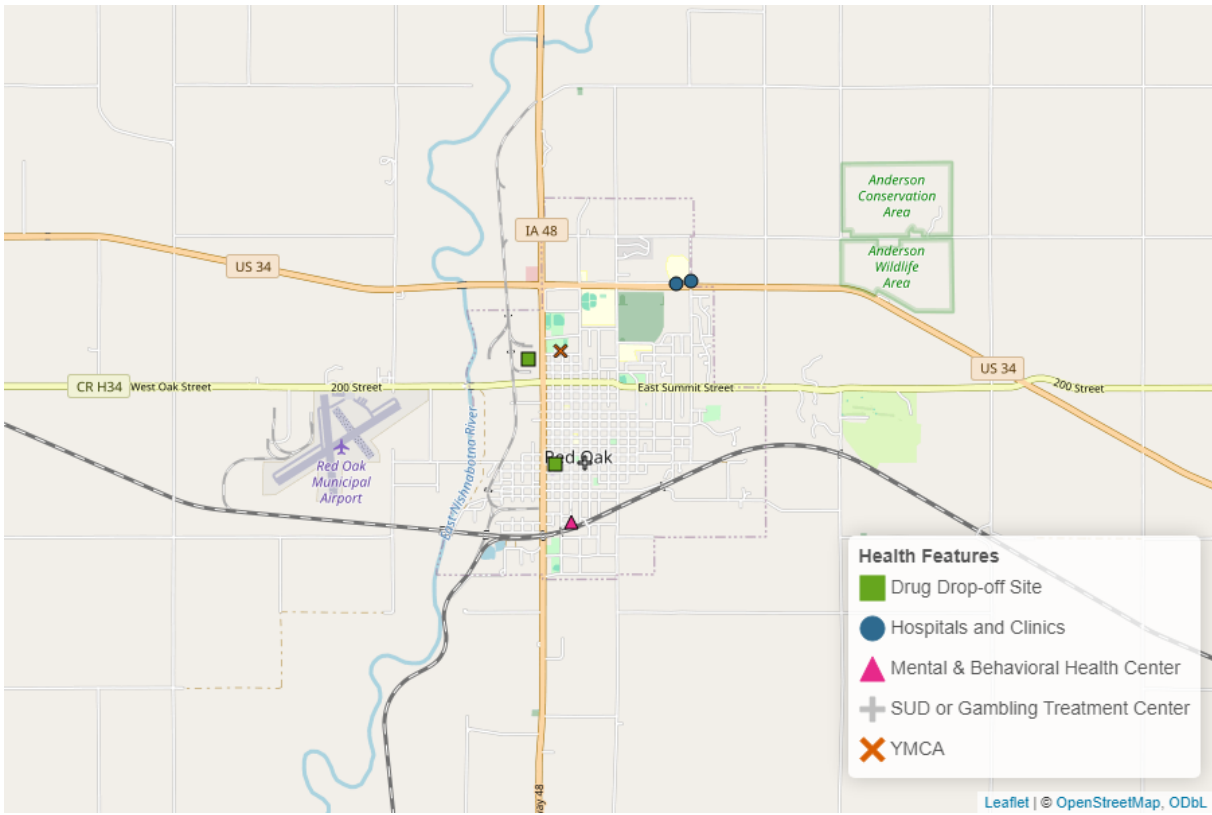 Anderson
Conservation
Area
IA 48
Anderson
Wildlife
Area
US 34
US 34
CR H34
West Oak Street
200 Street
East Summit Street
200 Street
East Nishnabotna River
Red Oak
Red Oak
Municipal
Airport
Health Features
Drug Drop-off Site
Hospitals and Clinics
Mental & Behavioral Health Center
SUD or Gambling Treatment Center
YMCA
way 48
Leaflet | © OpenStreetMap, ODbL